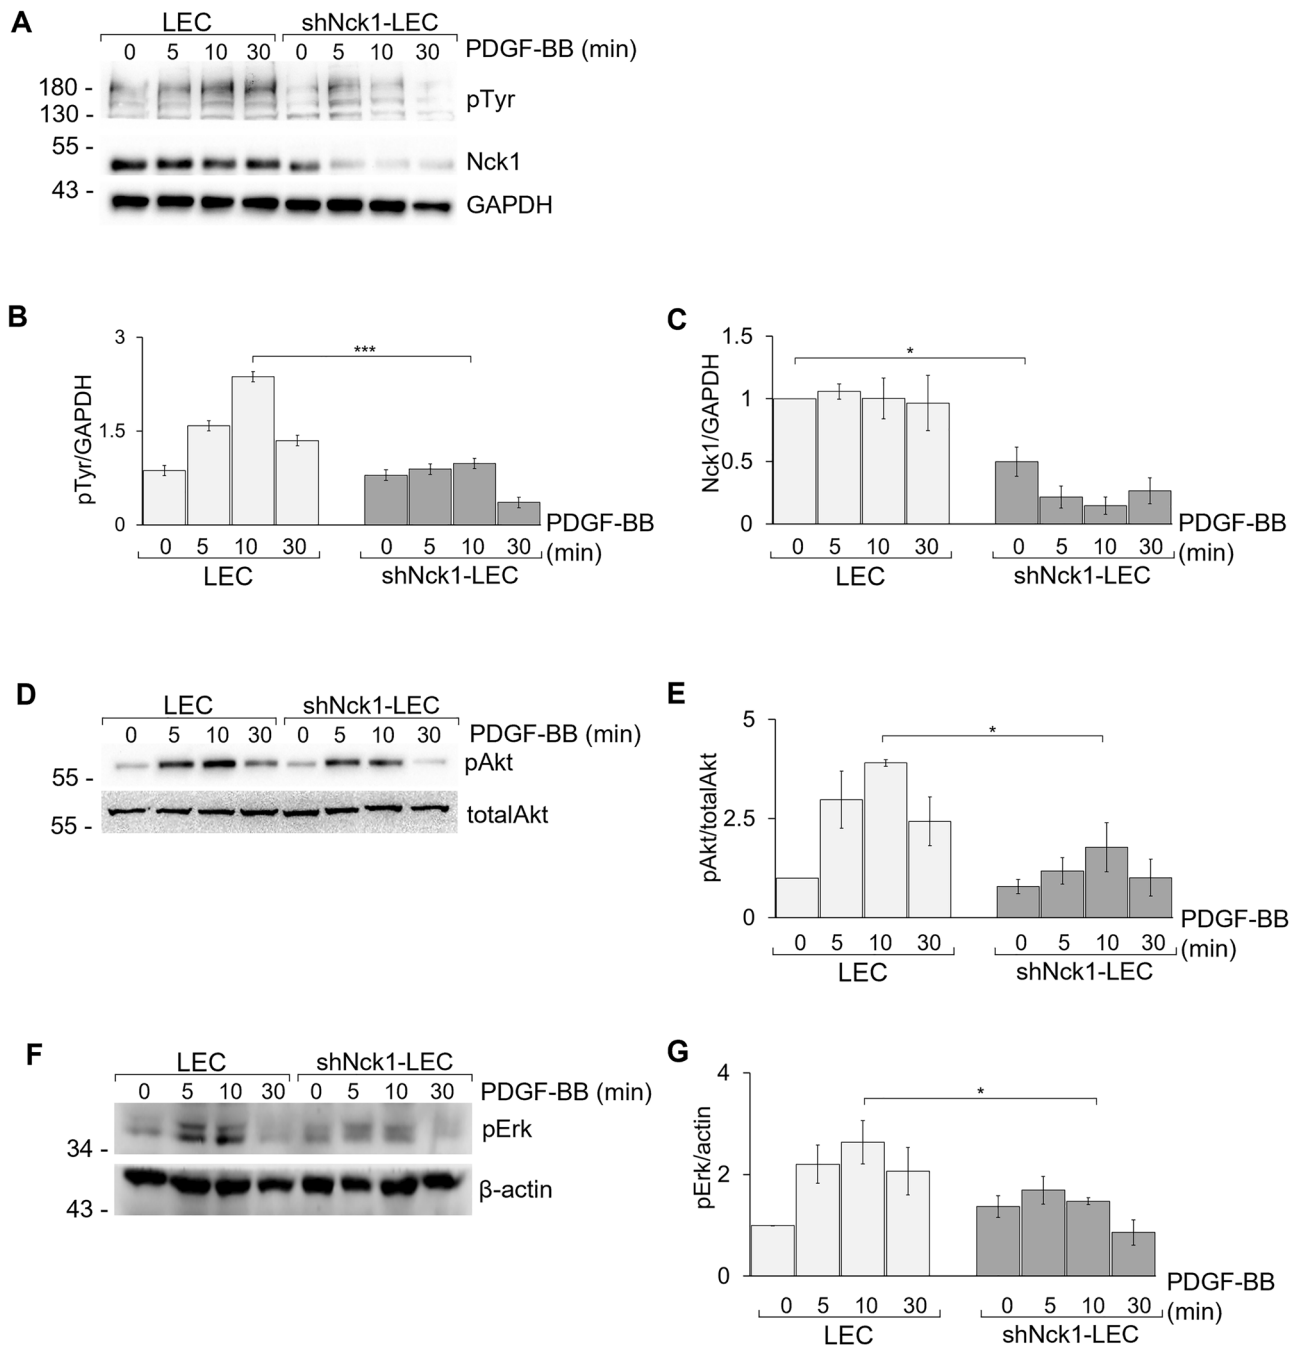 A
LEC shNck1-LEC
0 5 10 30 0 5 10 30 PDGF-BB (min)
180 -
pTyr
130 -
55 -
Nck1
43 -
GAPDH
B
3
***
pTyr/GAPDH
1.5
0
0 5 10 30 0 5 10 30
PDGF-BB
(min)
LEC shNck1-LEC
C
1.5
*
Nck1/GAPDH
1
0.5
0
PDGF-BB
0 5 10 30 0 5 10 30 (min)
LEC shNck1-LEC
D
LEC shNck1-LEC
0 5 10 30 0 5 10 30 PDGF-BB (min)
pAkt
55 -
totalAkt
55 -
E
5
*
pAkt/totalAkt
2.5
0
PDGF-BB
0 5 10 30 0 5 10 30 (min)
LEC shNck1-LEC
F
LEC shNck1-LEC
0 5 10 30 0 5 10 30 PDGF-BB (min)
pErk
34 -
β-actin
43 -
G
4
*
pErk/actin
2
0
PDGF-BB
0 5 10 30 0 5 10 30 (min)
LEC shNck1-LEC